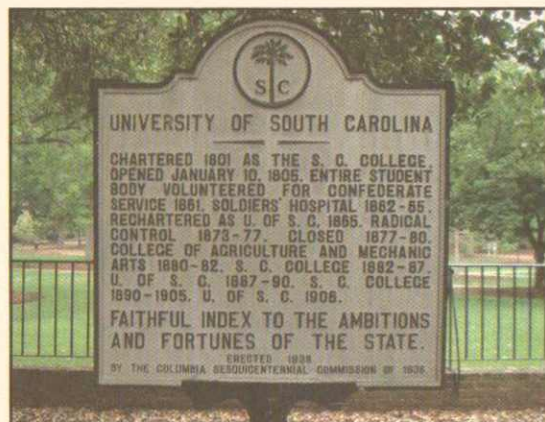 S C
UNIVERSITY OF SOUTH CAROLINA
CHARTERED 1801 AS THE S. C. COLLEGE.
OPENED JANUARY 10, 1805. ENTIRE STUDENT
BODY VOLUNTEERED FOR CONFEDERATE
SERVICE 1861. SOLDIERS' HOSPITAL 1862-65.
RECHARTERED AS U. OF S. C. 1865. RADICAL
CONTROL 1873-77. CLOSED 1877-80.
COLLEGE OF AGRICULTURE AND MECHANIC
ARTS 1880-82. S. C. COLLEGE 1882-87.
U. OF S. C. 1887-90. S. C. COLLEGE
1890-1905. U. OF S. C. 1906.
FAITHFUL INDEX TO THE AMBITIONS
AND FORTUNES OF THE STATE.
ERECTED 1936
BY THE COLUMBIA SESQUICENTENNIAL COMMISSION OF 1936